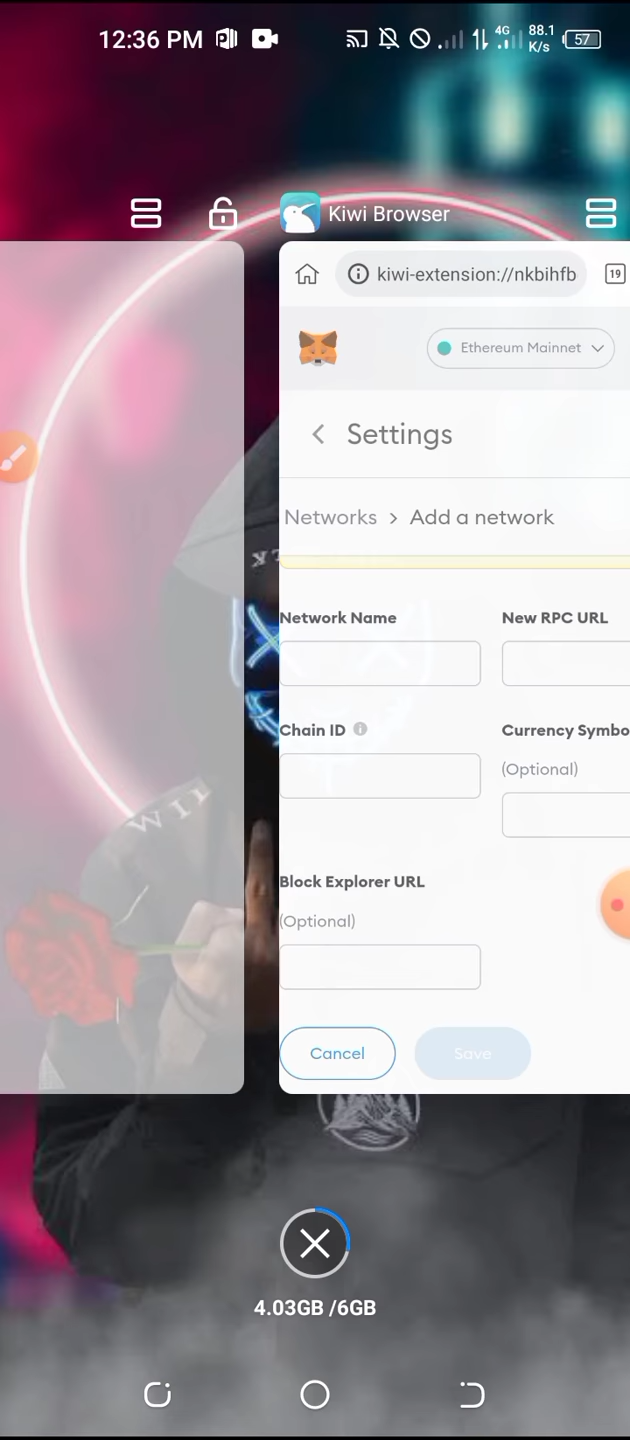 12:36 PM
4G 88.1 K/s 57
Kiwi Browser
kiwi-extension://nkbihfb 19
Ethereum Mainnet
Settings
Networks > Add a network
Network Name New RPC URL
Chain ID Currency Symbo
(Optional)
Block Explorer URL
(Optional)
Cancel Save
WII
4.03GB /6GB